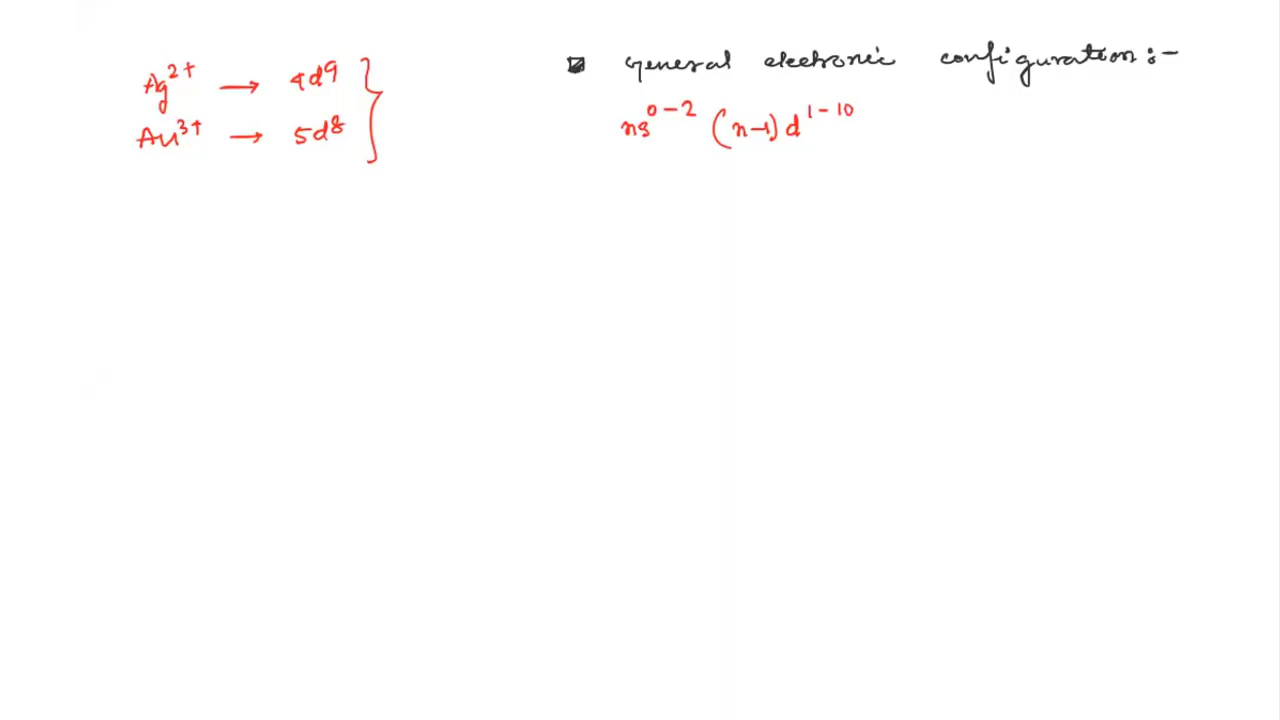 Ag²⁺ → 4d⁹ }
Au³⁺ → 5d⁸
General electronic configuration:-
ns⁰⁻² (n-1)d¹⁻¹⁰